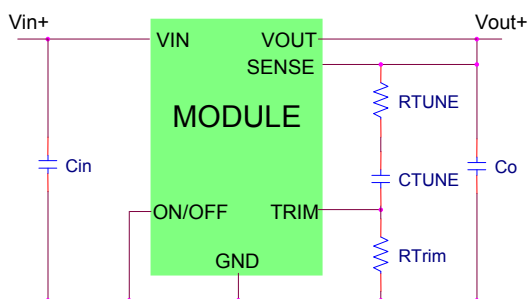 Vin+
Vout+
VIN
VOUT
SENSE
RTUNE
MODULE
Cin
CTUNE
Co
ON/OFF
TRIM
RTrim
GND